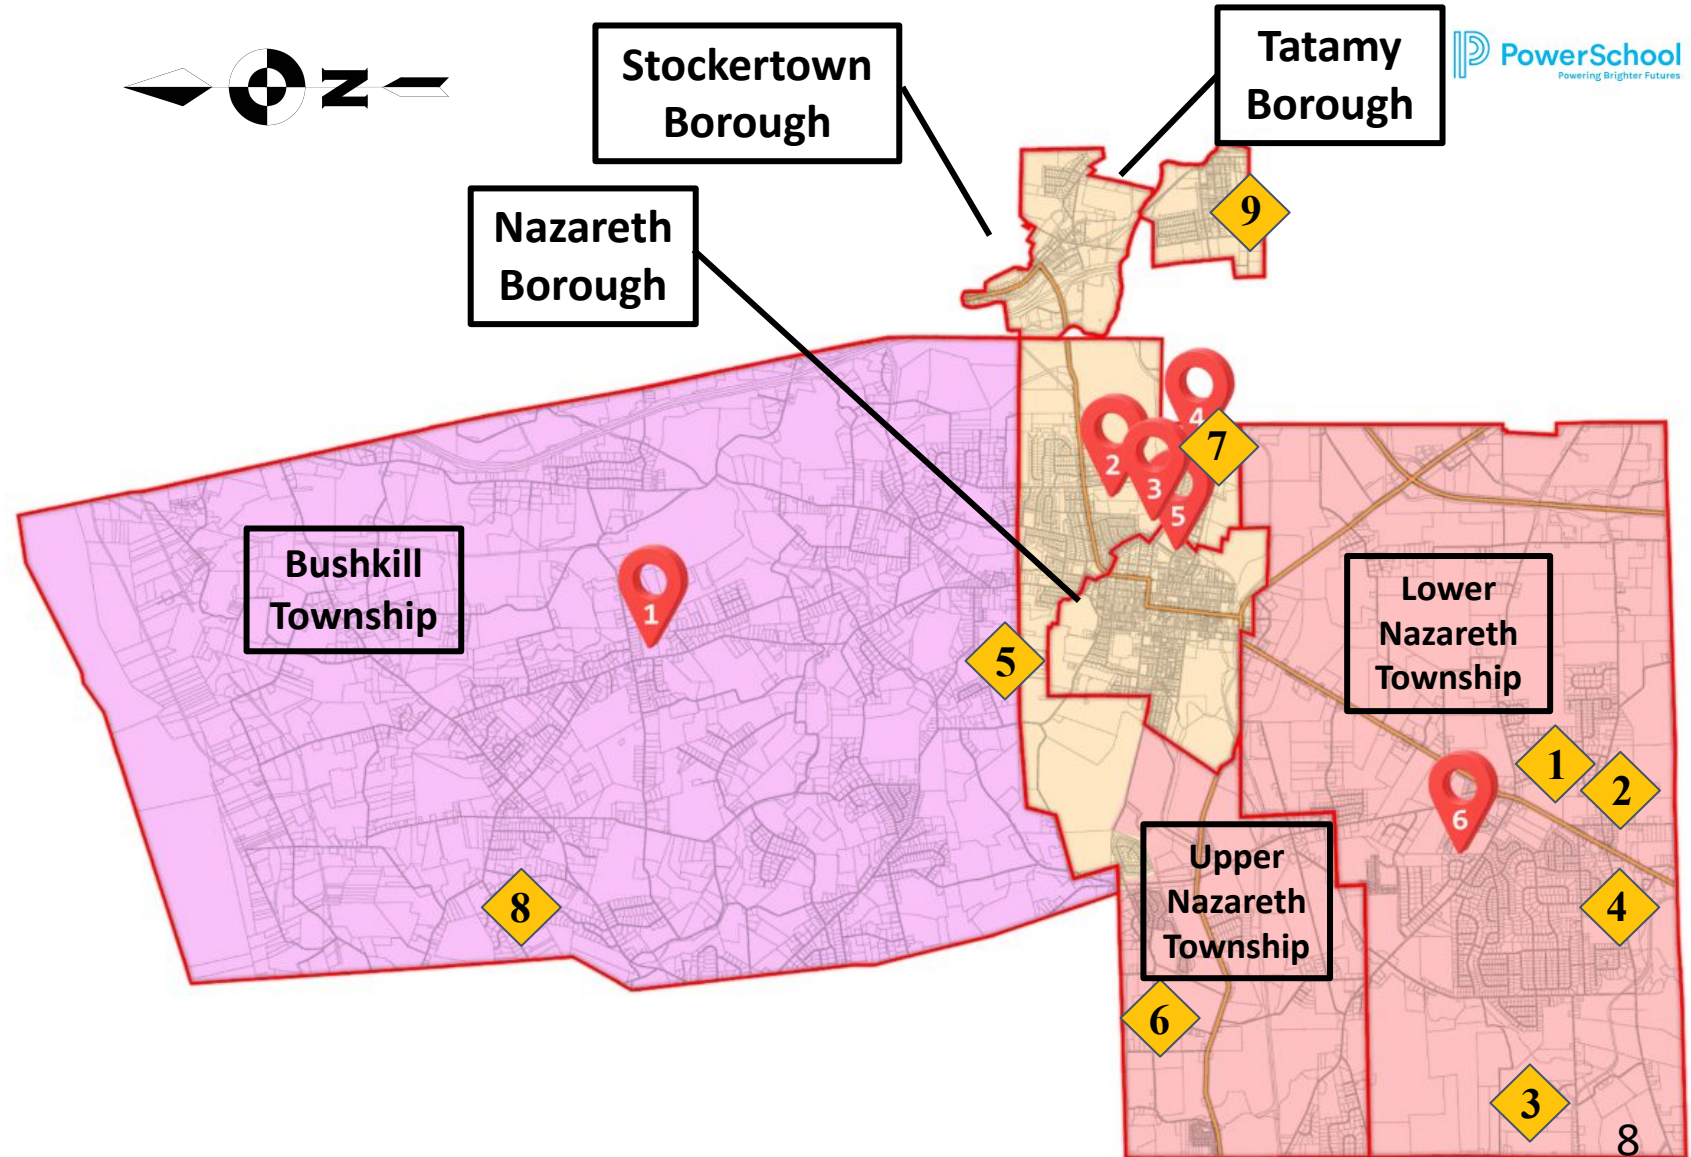 N
Stockertown
Borough
Tatamy
Borough
PowerSchool
Powering Brighter Futures
Nazareth
Borough
9
4
7
2
3
5
Bushkill
Township
1
Lower
Nazareth
Township
5
1
2
6
Upper
Nazareth
Township
8
4
6
3
8